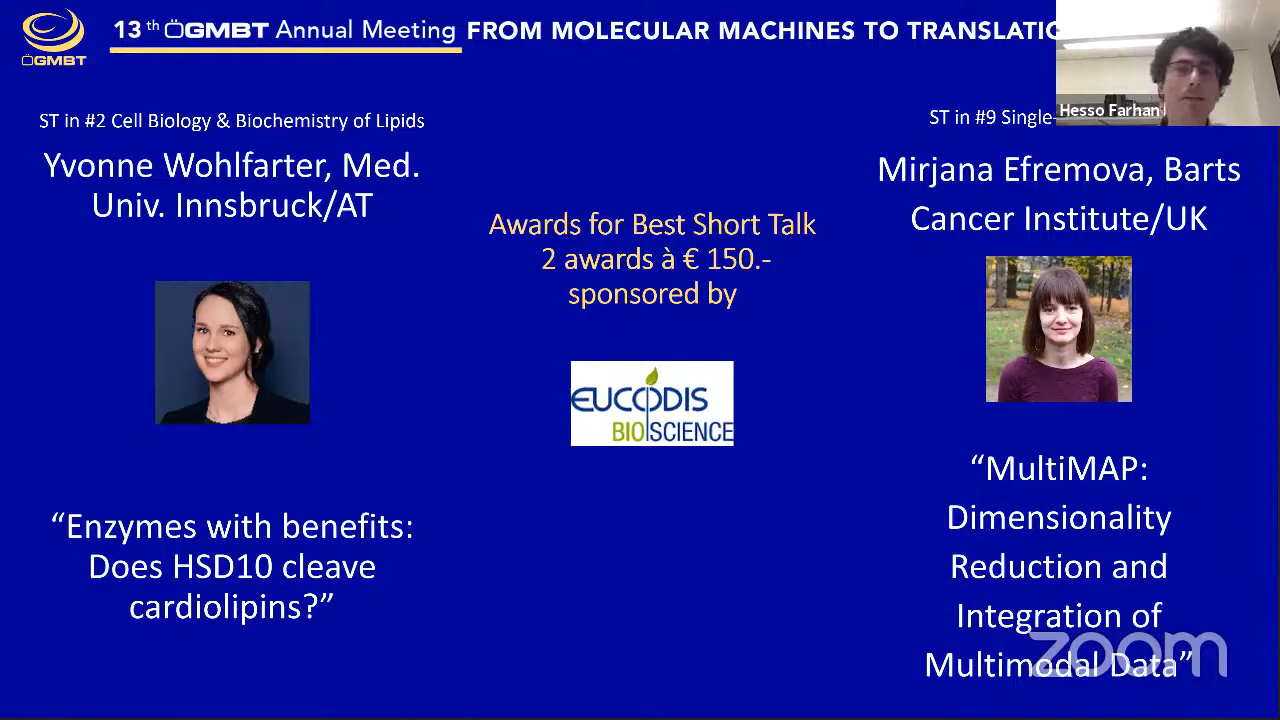 13th ÖGMBT Annual Meeting FROM MOLECULAR MACHINES TO TRANSLATIO
ÖGMBT
Hesso Farhan
ST in #2 Cell Biology & Biochemistry of Lipids
Yvonne Wohlfarter, Med.
Univ. Innsbruck/AT
“Enzymes with benefits:
Does HSD10 cleave
cardiolipins?”
Awards for Best Short Talk
2 awards à € 150.-
sponsored by
EUCODIS
BIOSCIENCE
ST in #9 Single-
Mirjana Efremova, Barts
Cancer Institute/UK
“MultiMAP:
Dimensionality
Reduction and
Integration of
Multimodal Data”
zoom